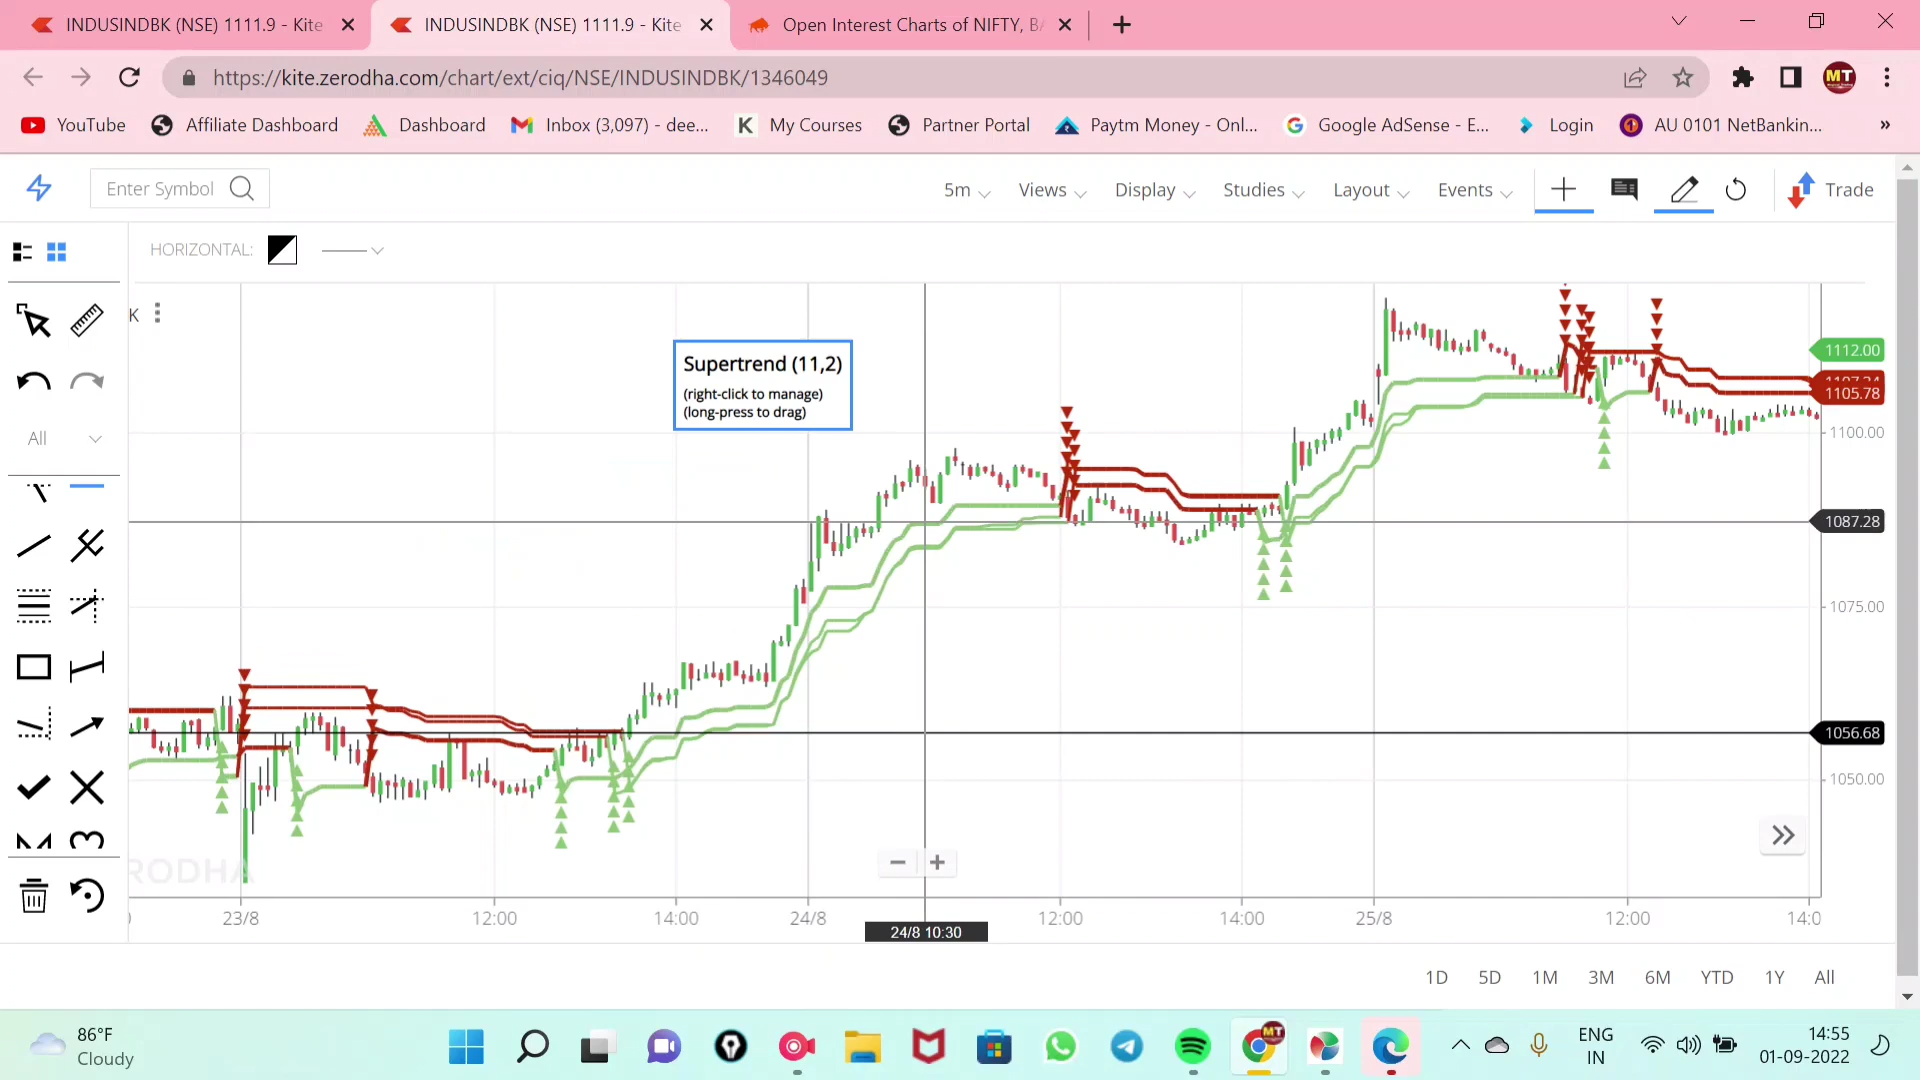 INDUSINDBK (NSE) 1111.9 - Kite
INDUSINDBK (NSE) 1111.9 - Kite
Open Interest Charts of NIFTY, BA
https://kite.zerodha.com/chart/ext/ciq/NSE/INDUSINDBK/1346049
MT
YouTube
Affiliate Dashboard
Dashboard
Inbox (3,097) - dee...
K My Courses
Partner Portal
Paytm Money - Onl...
Google AdSense - E...
Login
AU 0101 NetBankin...
»
Enter Symbol
5m
Views
Display
Studies
Layout
Events
Trade
HORIZONTAL:
K
All
Supertrend (11,2)
(right-click to manage)
(long-press to drag)
1112.00
1105.78
1100.00
1087.28
1075.00
1056.68
1050.00
23/8
12:00
14:00
24/8
24/8 10:30
12:00
14:00
25/8
12:00
14:0
1D
5D
1M
3M
6M
YTD
1Y
All
86°F
Cloudy
MT
ENG
IN
14:55
01-09-2022